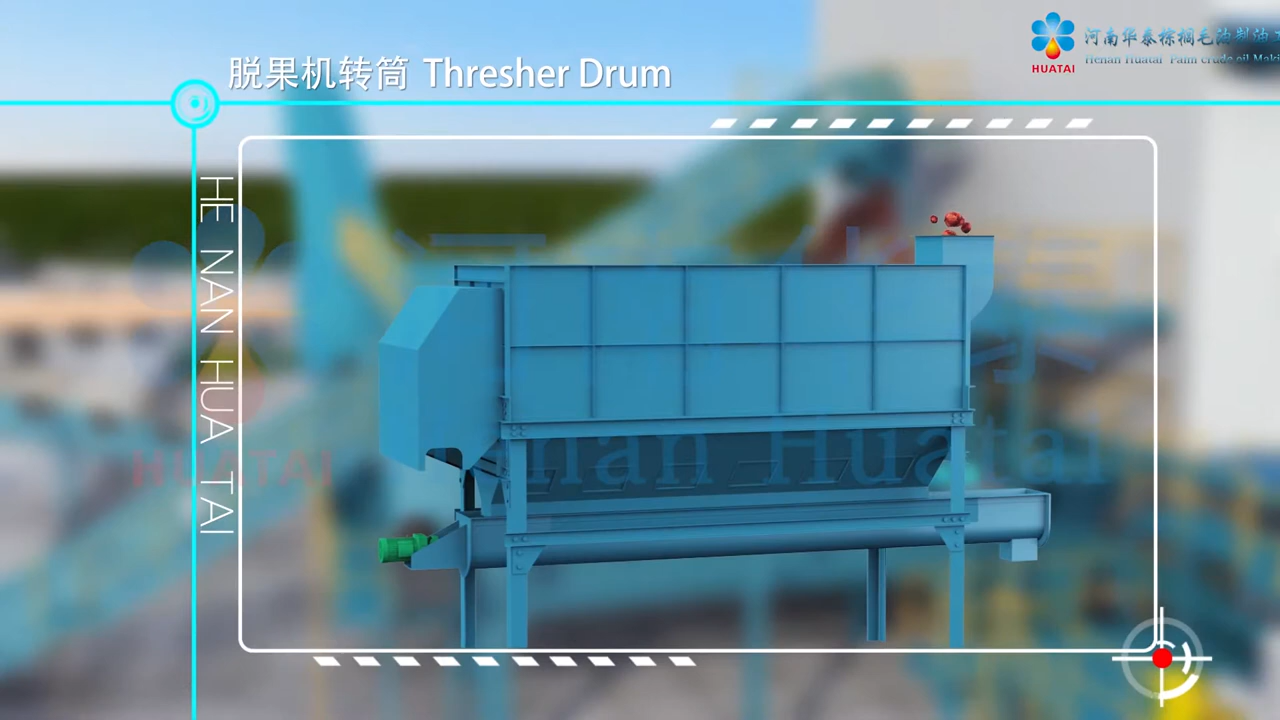 脱果机转筒 Thresher Drum
HUATAI
河南华泰棕榈毛油制油
Henan Huatai Palm crude oil Maki
HE NAN HUA TAI
HUATAI
Henan Huatai